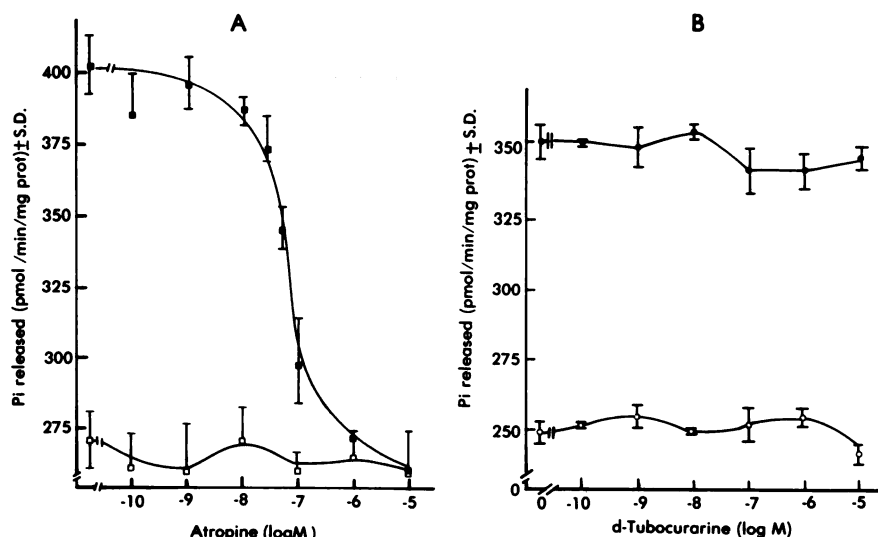 A
Pi released (pmol/min/mg prot) ± S.D.
400
375
350
325
300
275
-10 -9 -8 -7 -6 -5
Atropine (logM)
B
Pi released (pmol/min/mg prot) ± S.D.
350
325
300
275
250
0
0 -10 -9 -8 -7 -6 -5
d-Tubocurarine (log M)